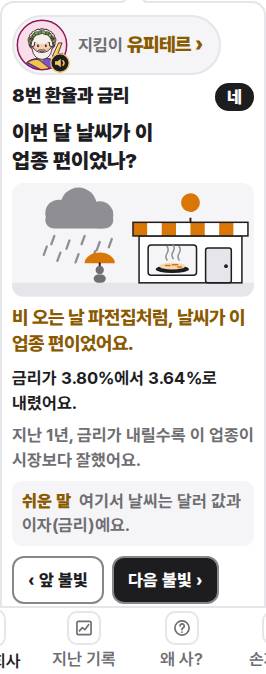 지킴이 유피테르 ›
8번 환율과 금리 네
이번 달 날씨가 이
업종 편이었나?
비 오는 날 파전집처럼, 날씨가 이
업종 편이었어요.
금리가 3.80%에서 3.64%로
내렸어요.
지난 1년, 금리가 내릴수록 이 업종이
시장보다 잘했어요.
쉬운 말 여기서 날씨는 달러 값과
이자(금리)예요.
‹ 앞 불빛 다음 불빛 ›
회사 지난 기록 왜 사? 손